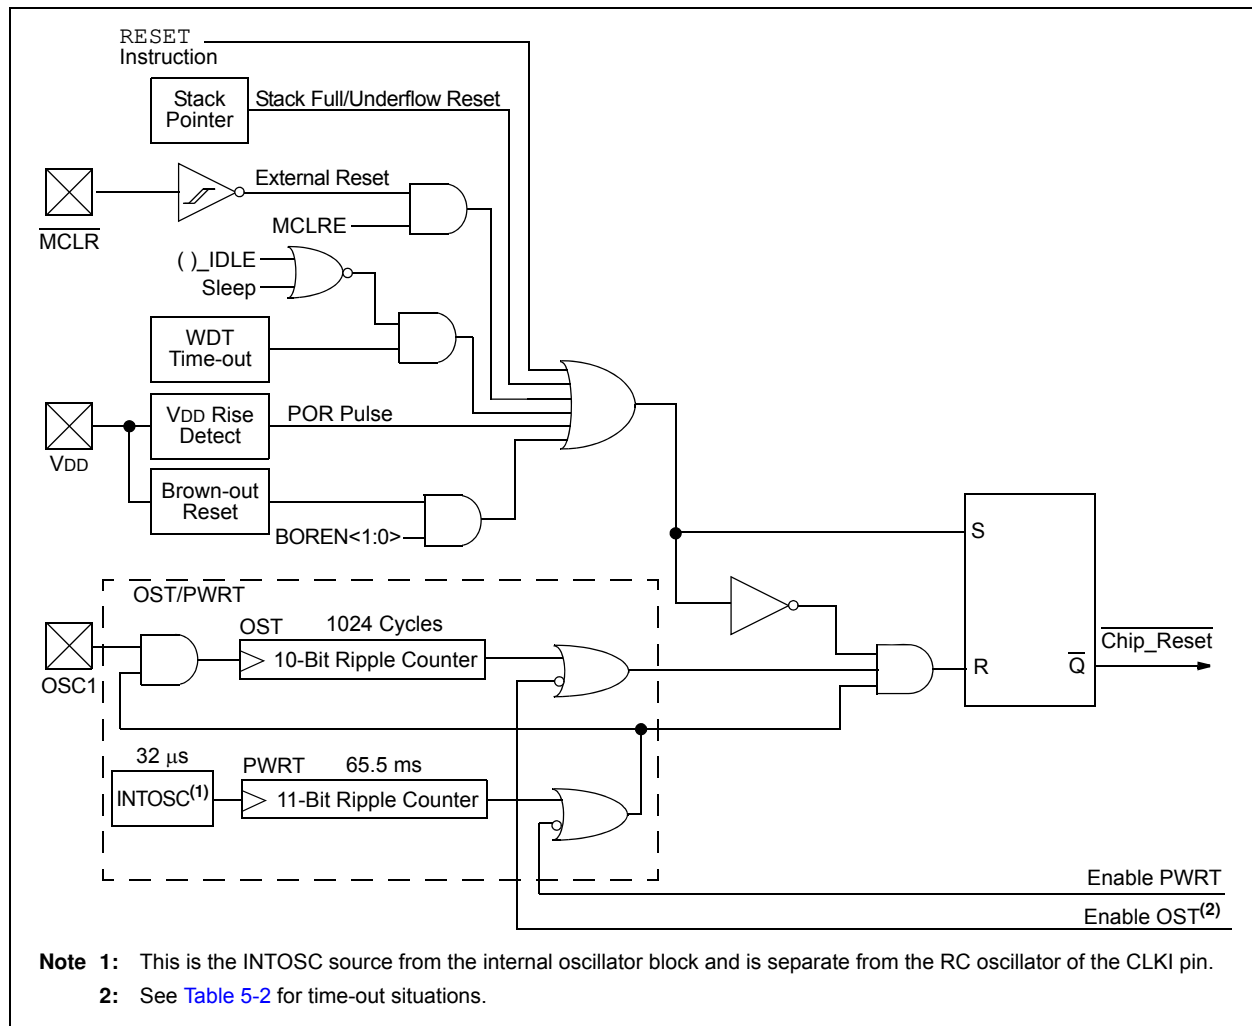 RESET
Instruction
Stack
Pointer
Stack Full/Underflow Reset
External Reset
MCLRE
MCLR
( )_IDLE
Sleep
WDT
Time-out
VDD Rise
Detect
POR Pulse
VDD
Brown-out
Reset
BOREN<1:0>
S
OST/PWRT
OST
1024 Cycles
10-Bit Ripple Counter
OSC1
Chip_Reset
R
Q
32 μs
PWRT
65.5 ms
INTOSC(1)
11-Bit Ripple Counter
Enable PWRT
Enable OST(2)
Note 1: This is the INTOSC source from the internal oscillator block and is separate from the RC oscillator of the CLKI pin.
2: See Table 5-2 for time-out situations.